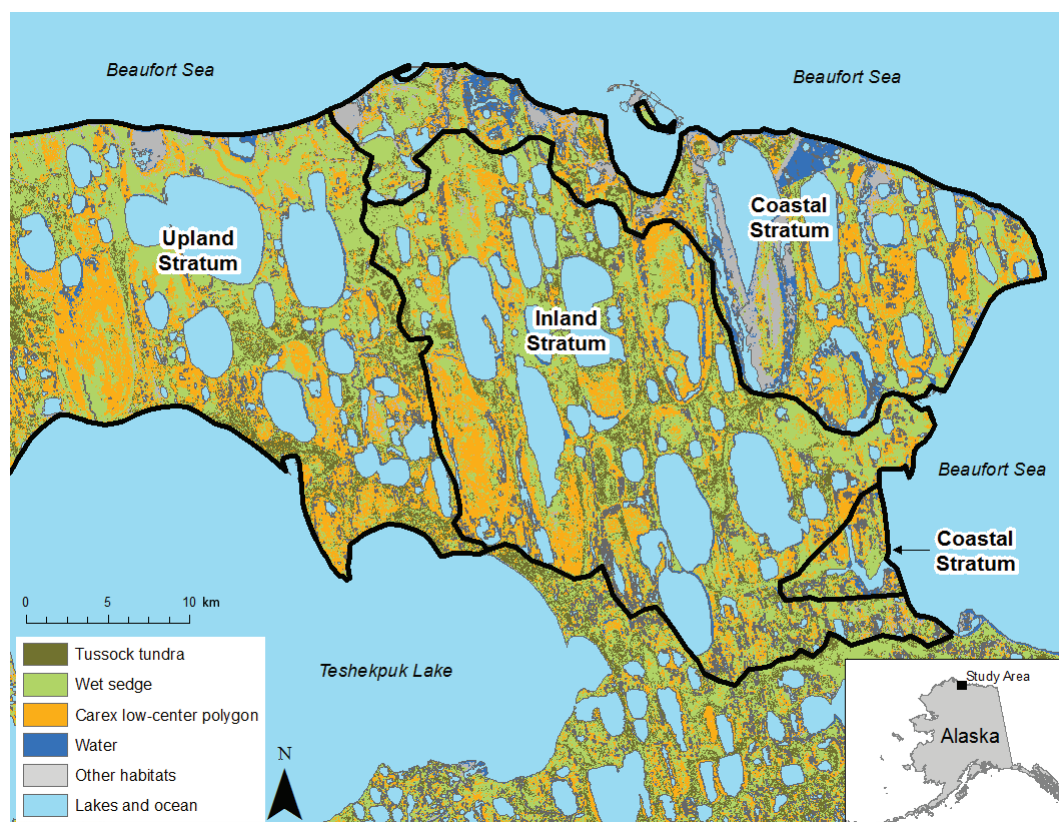 Beaufort Sea
Beaufort Sea
Upland
Stratum
Coastal
Stratum
Inland
Stratum
Beaufort Sea
Coastal
Stratum
0 5 10 km
Teshekpuk Lake
Tussock tundra
Wet sedge
Carex low-center polygon
Water
Other habitats
Lakes and ocean
N
Study Area
Alaska